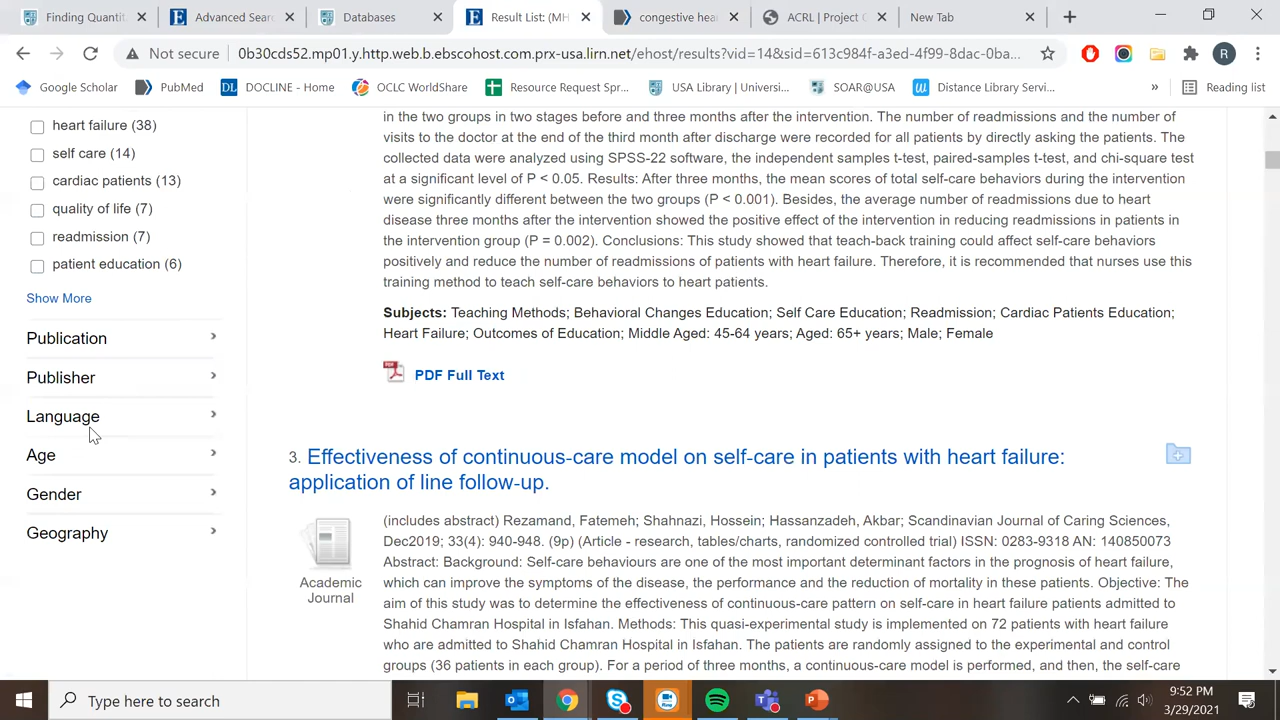 Finding Quantit
Advanced Sear
Databases
Result List: (MH
congestive hea
ACRL | Project O
New Tab
Not secure
0b30cds52.mp01.y.http.web.b.ebscohost.com.prx-usa.lirn.net/ehost/results?vid=14&sid=613c984f-a3ed-4f99-8dac-0ba...
R
Google Scholar
PubMed
DL DOCLINE - Home
OCLC WorldShare
Resource Request Spr...
USA Library | Universi...
SOAR@USA
Distance Library Servi...
»
Reading list
heart failure (38)
self care (14)
cardiac patients (13)
quality of life (7)
readmission (7)
patient education (6)
Show More
Publication
Publisher
Language
Age
Gender
Geography
in the two groups in two stages before and three months after the intervention. The number of readmissions and the number of
visits to the doctor at the end of the third month after discharge were recorded for all patients by directly asking the patients. The
collected data were analyzed using SPSS-22 software, the independent samples t-test, paired-samples t-test, and chi-square test
at a significant level of P < 0.05. Results: After three months, the mean scores of total self-care behaviors during the intervention
were significantly different between the two groups (P < 0.001). Besides, the average number of readmissions due to heart
disease three months after the intervention showed the positive effect of the intervention in reducing readmissions in patients in
the intervention group (P = 0.002). Conclusions: This study showed that teach-back training could affect self-care behaviors
positively and reduce the number of readmissions of patients with heart failure. Therefore, it is recommended that nurses use this
training method to teach self-care behaviors to heart patients.
Subjects: Teaching Methods; Behavioral Changes Education; Self Care Education; Readmission; Cardiac Patients Education;
Heart Failure; Outcomes of Education; Middle Aged: 45-64 years; Aged: 65+ years; Male; Female
PDF Full Text
3. Effectiveness of continuous-care model on self-care in patients with heart failure:
application of line follow-up.
Academic
Journal
(includes abstract) Rezamand, Fatemeh; Shahnazi, Hossein; Hassanzadeh, Akbar; Scandinavian Journal of Caring Sciences,
Dec2019; 33(4): 940-948. (9p) (Article - research, tables/charts, randomized controlled trial) ISSN: 0283-9318 AN: 140850073
Abstract: Background: Self-care behaviours are one of the most important determinant factors in the prognosis of heart failure,
which can improve the symptoms of the disease, the performance and the reduction of mortality in these patients. Objective: The
aim of this study was to determine the effectiveness of continuous-care pattern on self-care in heart failure patients admitted to
Shahid Chamran Hospital in Isfahan. Methods: This quasi-experimental study is implemented on 72 patients with heart failure
who are admitted to Shahid Chamran Hospital in Isfahan. The patients are randomly assigned to the experimental and control
groups (36 patients in each group). For a period of three months, a continuous-care model is performed, and then, the self-care
Type here to search
9:52 PM
3/29/2021